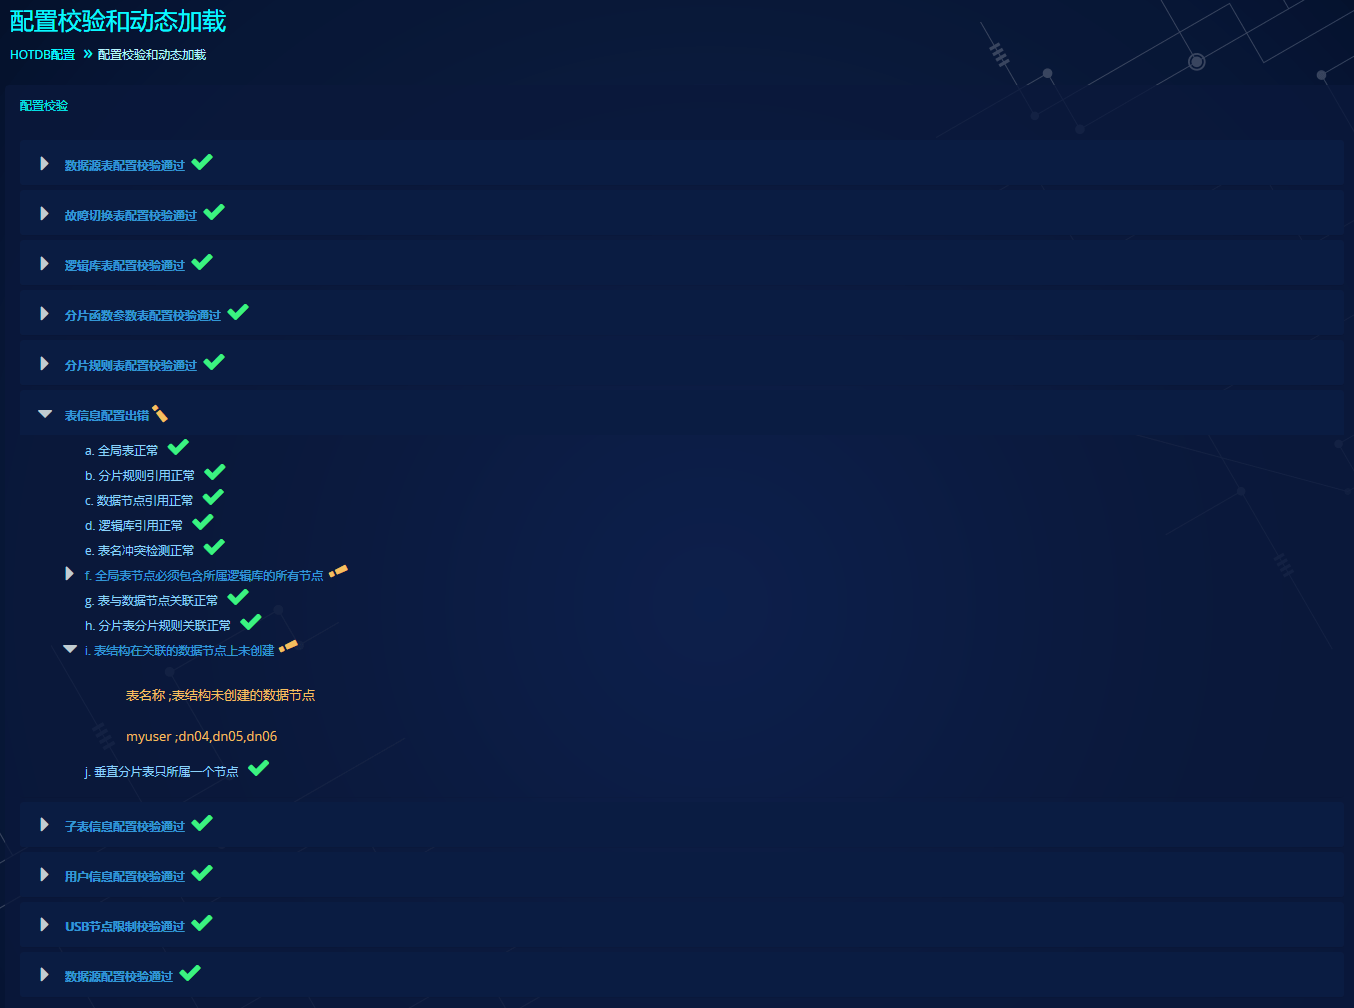 配置校验和动态加载
HOTDB配置 » 配置校验和动态加载
配置校验
数据源表配置校验通过
故障切换表配置校验通过
逻辑库表配置校验通过
分片函数参数表配置校验通过
分片规则表配置校验通过
表信息配置出错
a. 全局表正常
b. 分片规则引用正常
c. 数据节点引用正常
d. 逻辑库引用正常
e. 表名冲突检测正常
f. 全局表节点必须包含所属逻辑库的所有节点
g. 表与数据节点关联正常
h. 分片表分片规则关联正常
i. 表结构在关联的数据节点上未创建
表名称 ;表结构未创建的数据节点
myuser ;dn04,dn05,dn06
j. 垂直分片表只所属一个节点
子表信息配置校验通过
用户信息配置校验通过
USB节点限制校验通过
数据源配置校验通过